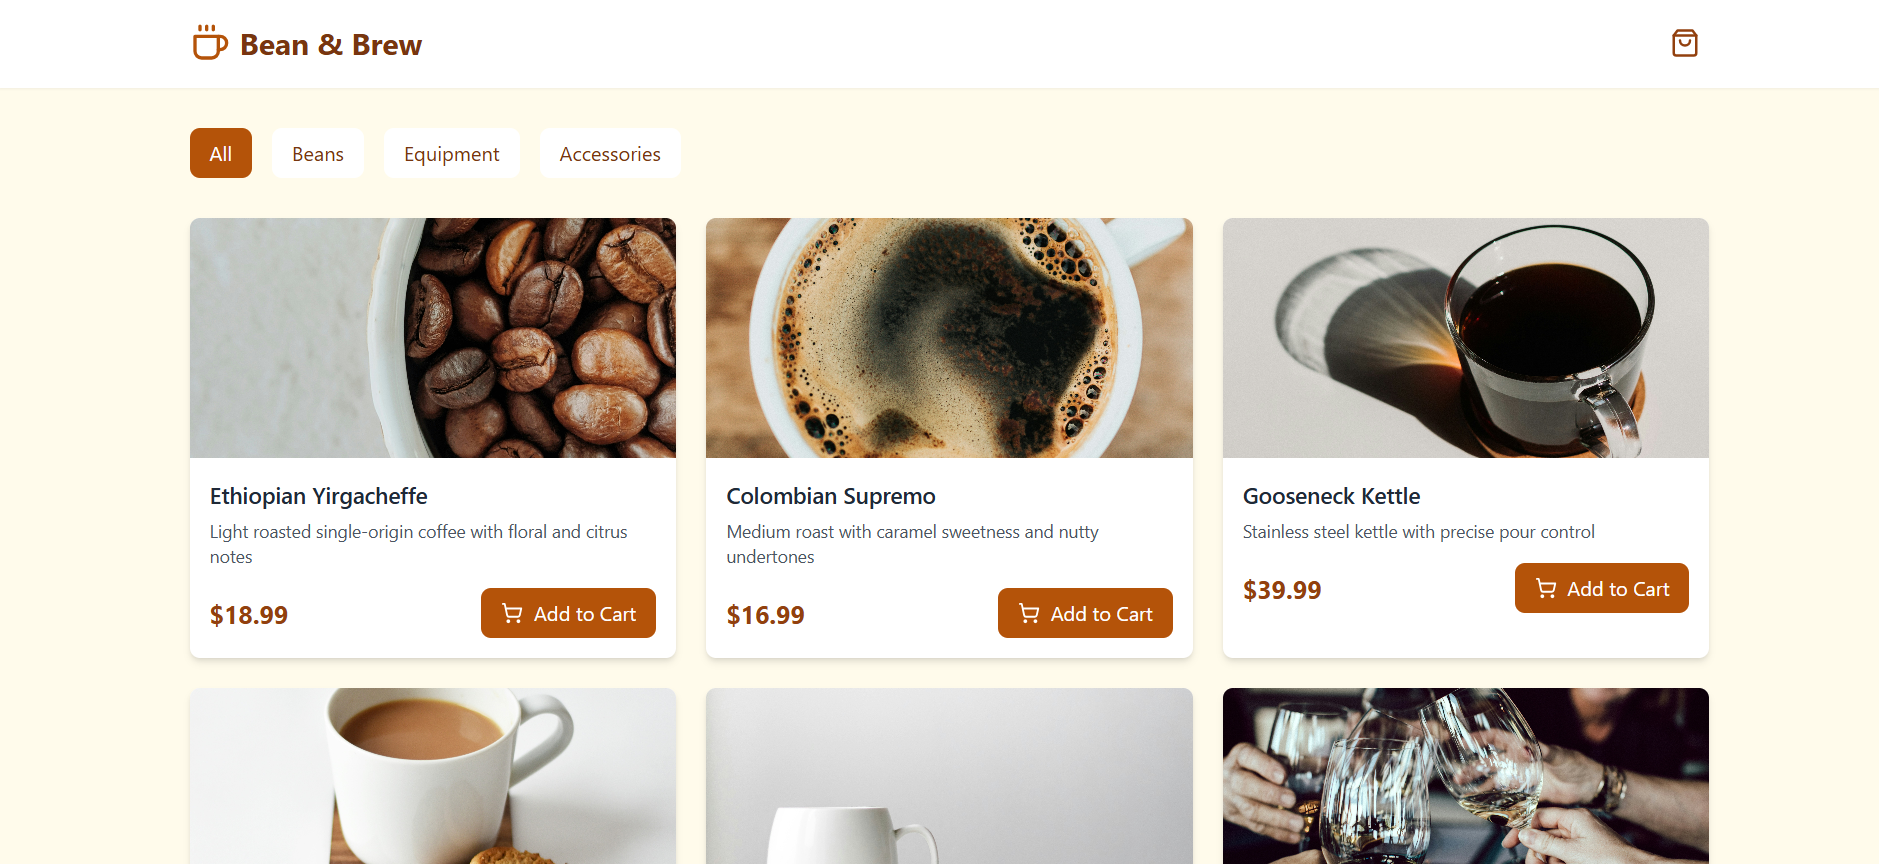 Bean & Brew
All
Beans
Equipment
Accessories
Ethiopian Yirgacheffe
Light roasted single-origin coffee with floral and citrus
notes
$18.99
Add to Cart
Colombian Supremo
Medium roast with caramel sweetness and nutty
undertones
$16.99
Add to Cart
Gooseneck Kettle
Stainless steel kettle with precise pour control
$39.99
Add to Cart